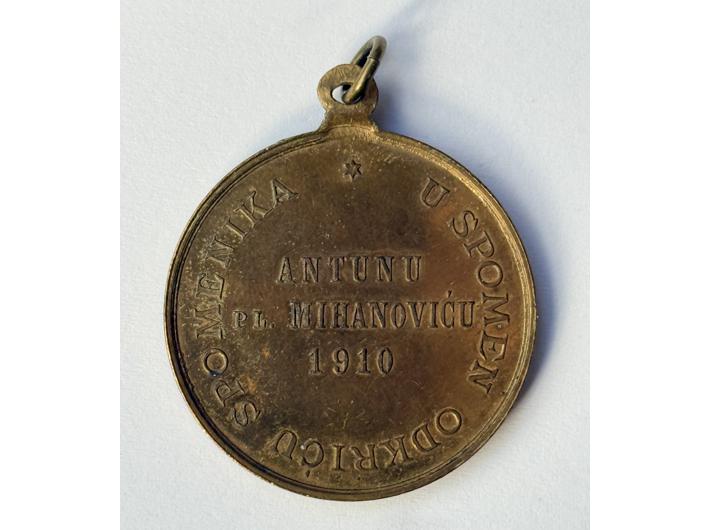 U SPOMEN ODKRIĆU SPOMENIKA
ANTUNU
PL. MIHANOVIĆU
1910